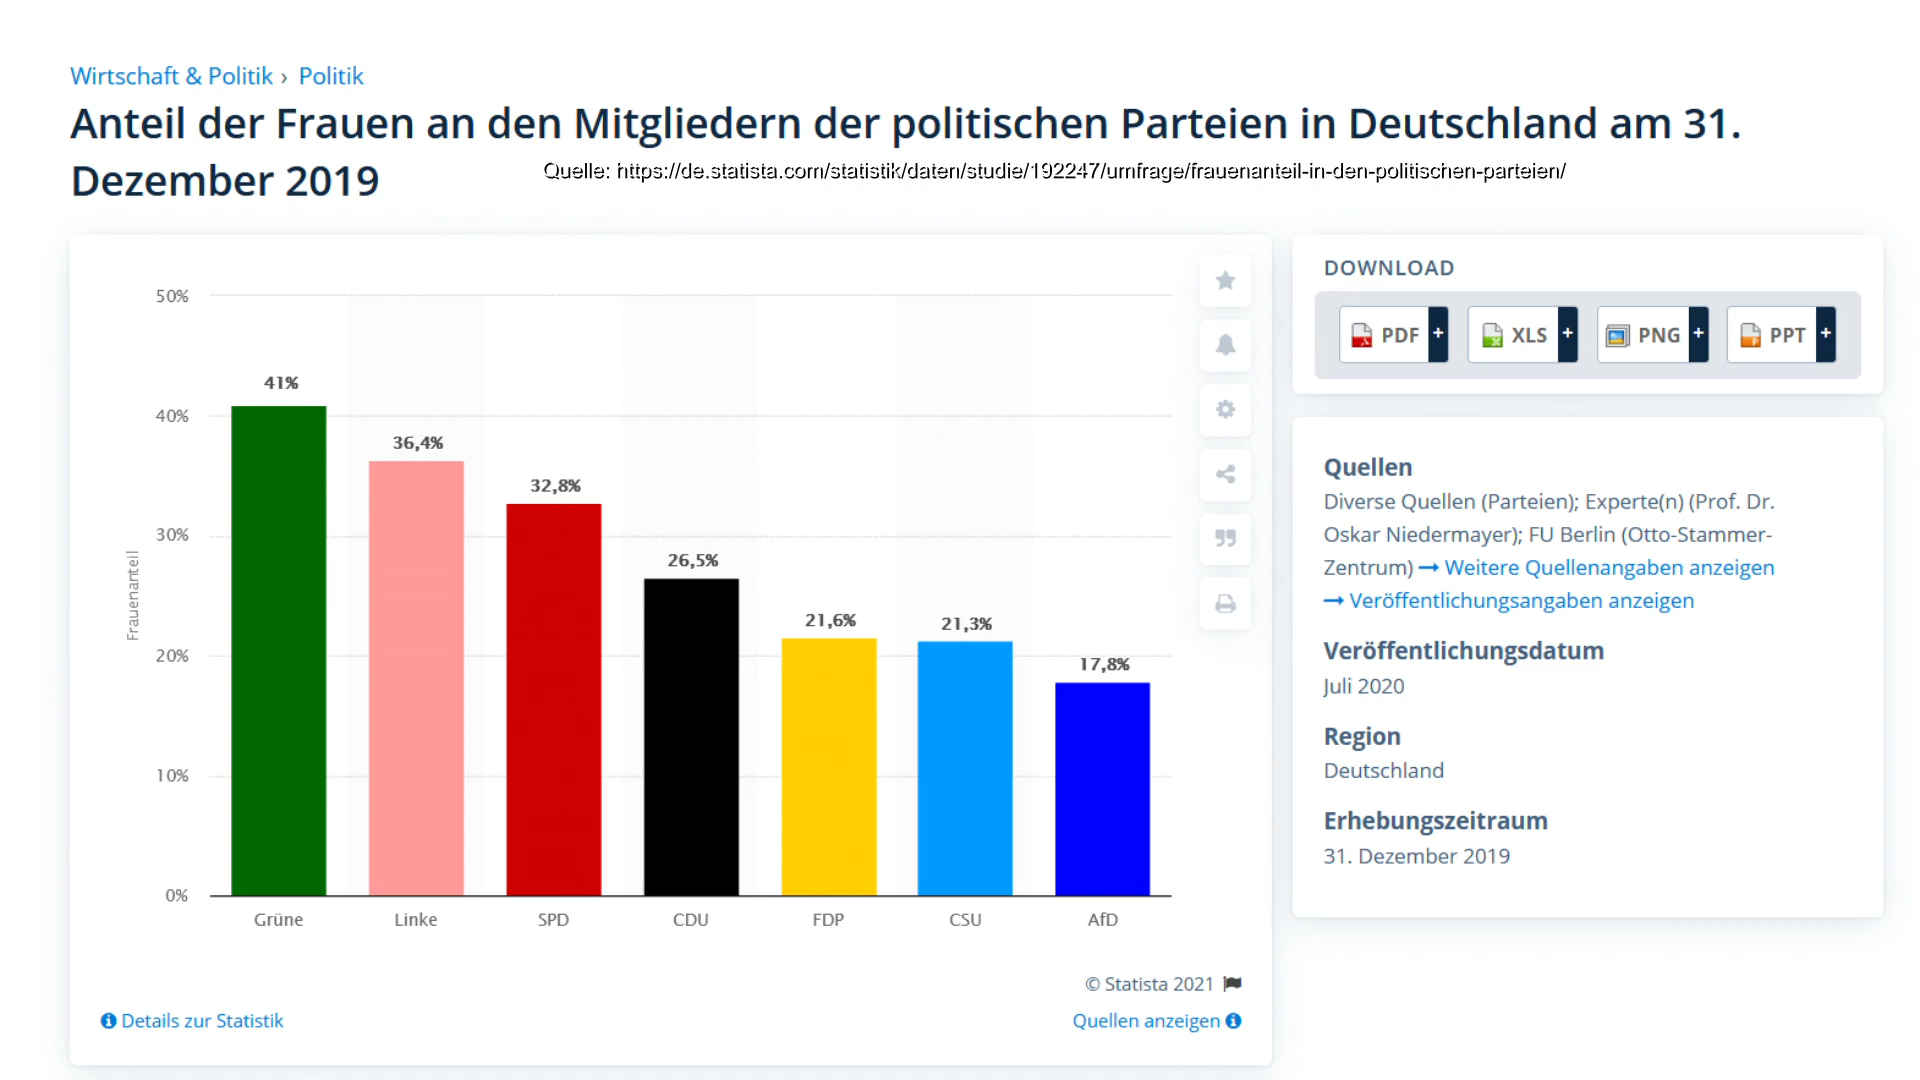 Wirtschaft & Politik › Politik
Anteil der Frauen an den Mitgliedern der politischen Parteien in Deutschland am 31.
Dezember 2019
Quelle: https://de.statista.com/statistik/daten/studie/192247/umfrage/frauenanteil-in-den-politischen-parteien/
Frauenanteil
50%
40%
30%
20%
10%
0%
41%
36,4%
32,8%
26,5%
21,6%
21,3%
17,8%
Grüne
Linke
SPD
CDU
FDP
CSU
AfD
© Statista 2021
Details zur Statistik
Quellen anzeigen
DOWNLOAD
PDF +
XLS +
PNG +
PPT +
Quellen
Diverse Quellen (Parteien); Experte(n) (Prof. Dr.
Oskar Niedermayer); FU Berlin (Otto-Stammer-
Zentrum) → Weitere Quellenangaben anzeigen
→ Veröffentlichungsangaben anzeigen
Veröffentlichungsdatum
Juli 2020
Region
Deutschland
Erhebungszeitraum
31. Dezember 2019